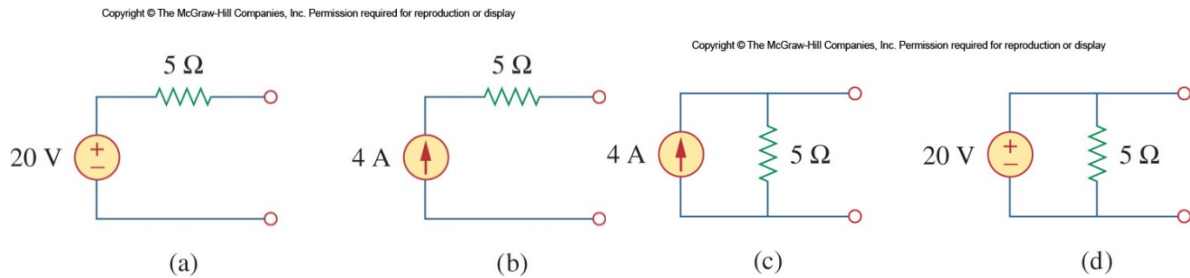 Copyright © The McGraw-Hill Companies, Inc. Permission required for reproduction or display
Copyright © The McGraw-Hill Companies, Inc. Permission required for reproduction or display
5 Ω
20 V
+
−
(a)
5 Ω
4 A
(b)
4 A
5 Ω
(c)
20 V
+
−
5 Ω
(d)